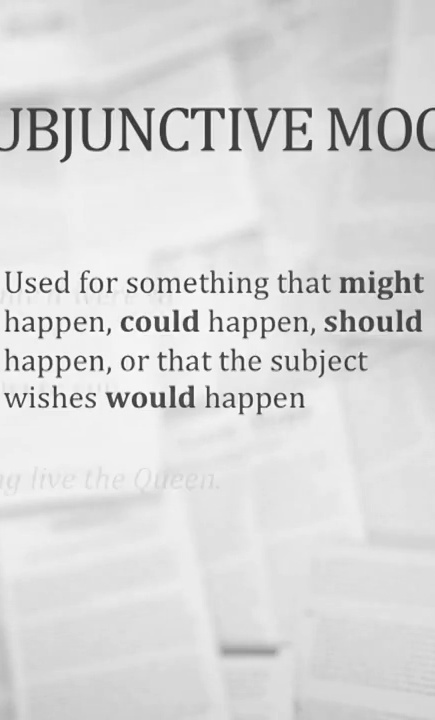 UBJUNCTIVE MOO
Used for something that might
happen, could happen, should
happen, or that the subject
wishes would happen
ng live the Queen.